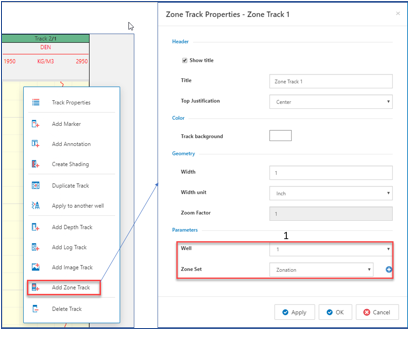 Track 2/1
DEN
1950 KG/M3 2950
Track Properties
Add Marker
Add Annotation
Create Shading
Duplicate Track
Apply to another well
Add Depth Track
Add Log Track
Add Image Track
Add Zone Track
Delete Track
Zone Track Properties - Zone Track 1
×
Header
Show title
Title Zone Track 1
Top Justification Center
Color
Track background
Geometry
Width 1
Width unit Inch
Zoom Factor 1
Parameters
1
Well 1
Zone Set Zonation
Apply OK Cancel